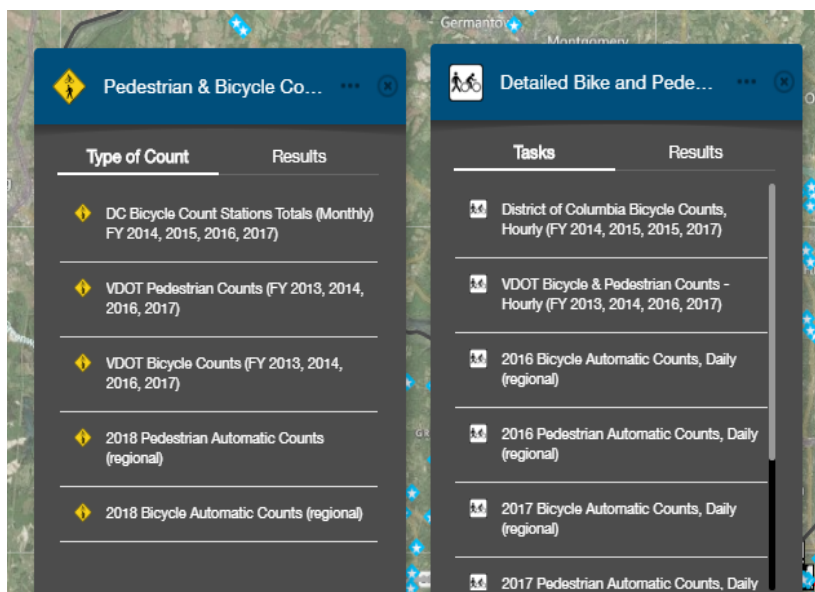 Germanto
Montgomery
Pedestrian & Bicycle Co... ...
Type of Count Results
DC Bicycle Count Stations Totals (Monthly)
FY 2014, 2015, 2016, 2017)
VDOT Pedestrian Counts (FY 2013, 2014,
2016, 2017)
VDOT Bicycle Counts (FY 2013, 2014,
2016, 2017)
2018 Pedestrian Automatic Counts
(regional)
2018 Bicycle Automatic Counts (regional)
Detailed Bike and Pede... ...
Tasks Results
District of Columbia Bicycle Counts,
Hourly (FY 2014, 2015, 2015, 2017)
VDOT Bicycle & Pedestrian Counts -
Hourly (FY 2013, 2014, 2016, 2017)
2016 Bicycle Automatic Counts, Daily
(regional)
2016 Pedestrian Automatic Counts, Daily
(regional)
2017 Bicycle Automatic Counts, Daily
(regional)
2017 Pedestrian Automatic Counts, Daily